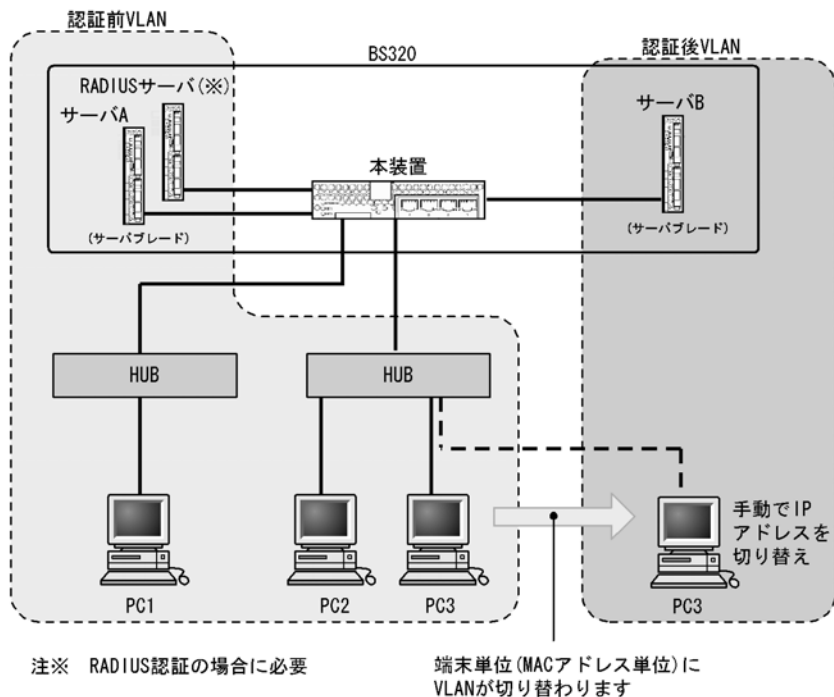 認証前VLAN
BS320
認証後VLAN
RADIUSサーバ(※)
サーバA
サーバB
本装置
(サーバブレード)
(サーバブレード)
HUB
HUB
手動でIP
アドレスを
切り替え
PC1
PC2
PC3
PC3
注※ RADIUS認証の場合に必要
端末単位(MACアドレス単位)に
VLANが切り替わります